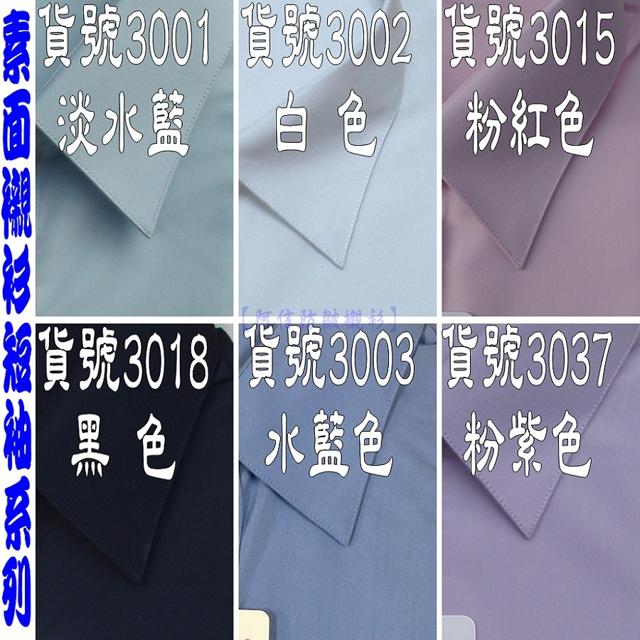 素面襯衫短袖系列
貨號3001
淡水藍
貨號3002
白色
貨號3015
粉紅色
【阿信防皺襯衫】
貨號3018
黑色
貨號3003
水藍色
貨號3037
粉紫色